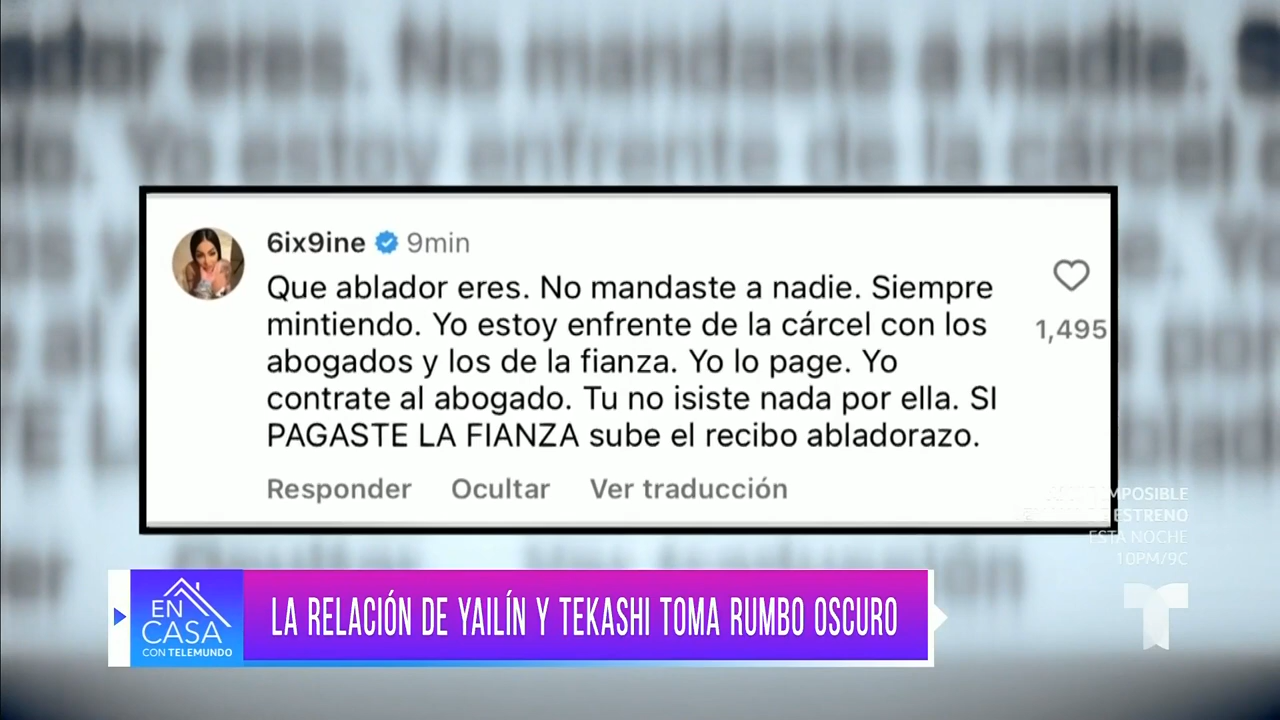 6ix9ine 9min
Que ablador eres. No mandaste a nadie. Siempre
mintiendo. Yo estoy enfrente de la cárcel con los
abogados y los de la fianza. Yo lo page. Yo
contrate al abogado. Tu no isiste nada por ella. SI
PAGASTE LA FIANZA sube el recibo abladorazo.
1,495
Responder Ocultar Ver traducción
ESTRENO
ESTA NOCHE
10PM/9C
EN
CASA
CON TELEMUNDO
LA RELACIÓN DE YAILÍN Y TEKASHI TOMA RUMBO OSCURO